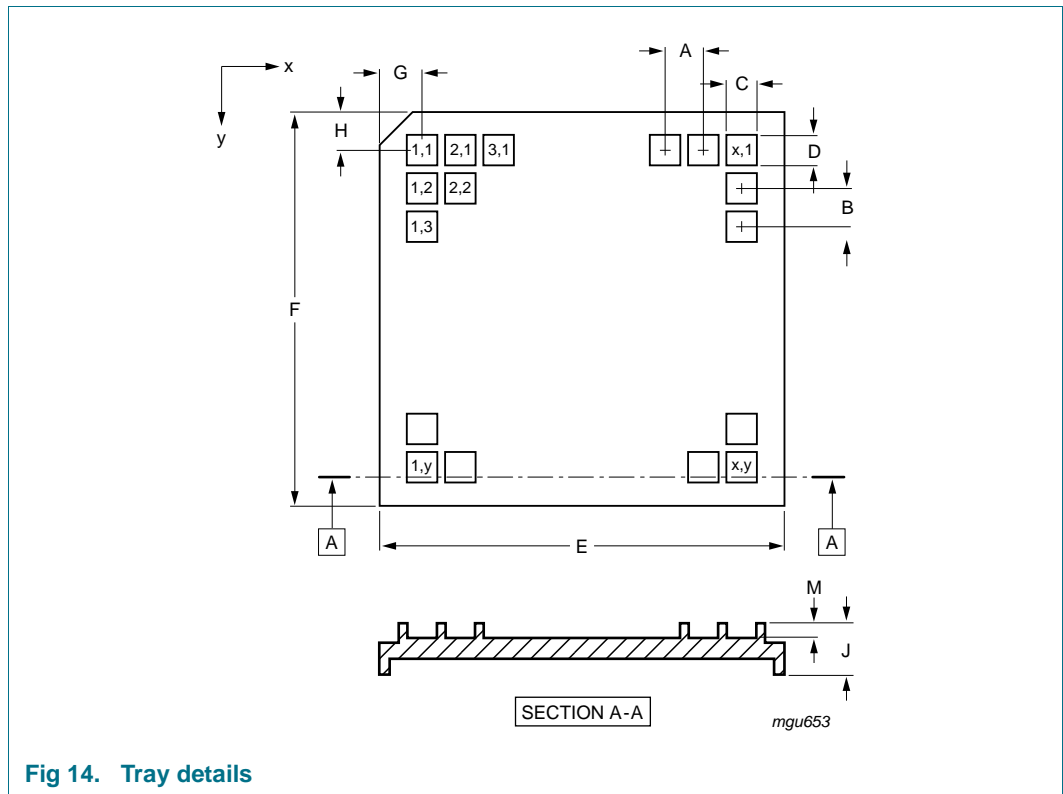 x
y
G
H
A
C
D
B
1,1 2,1 3,1 x,1
1,2 2,2
1,3
F
1,y x,y
A A
E
M
J
SECTION A-A
mgu653
Fig 14. Tray details